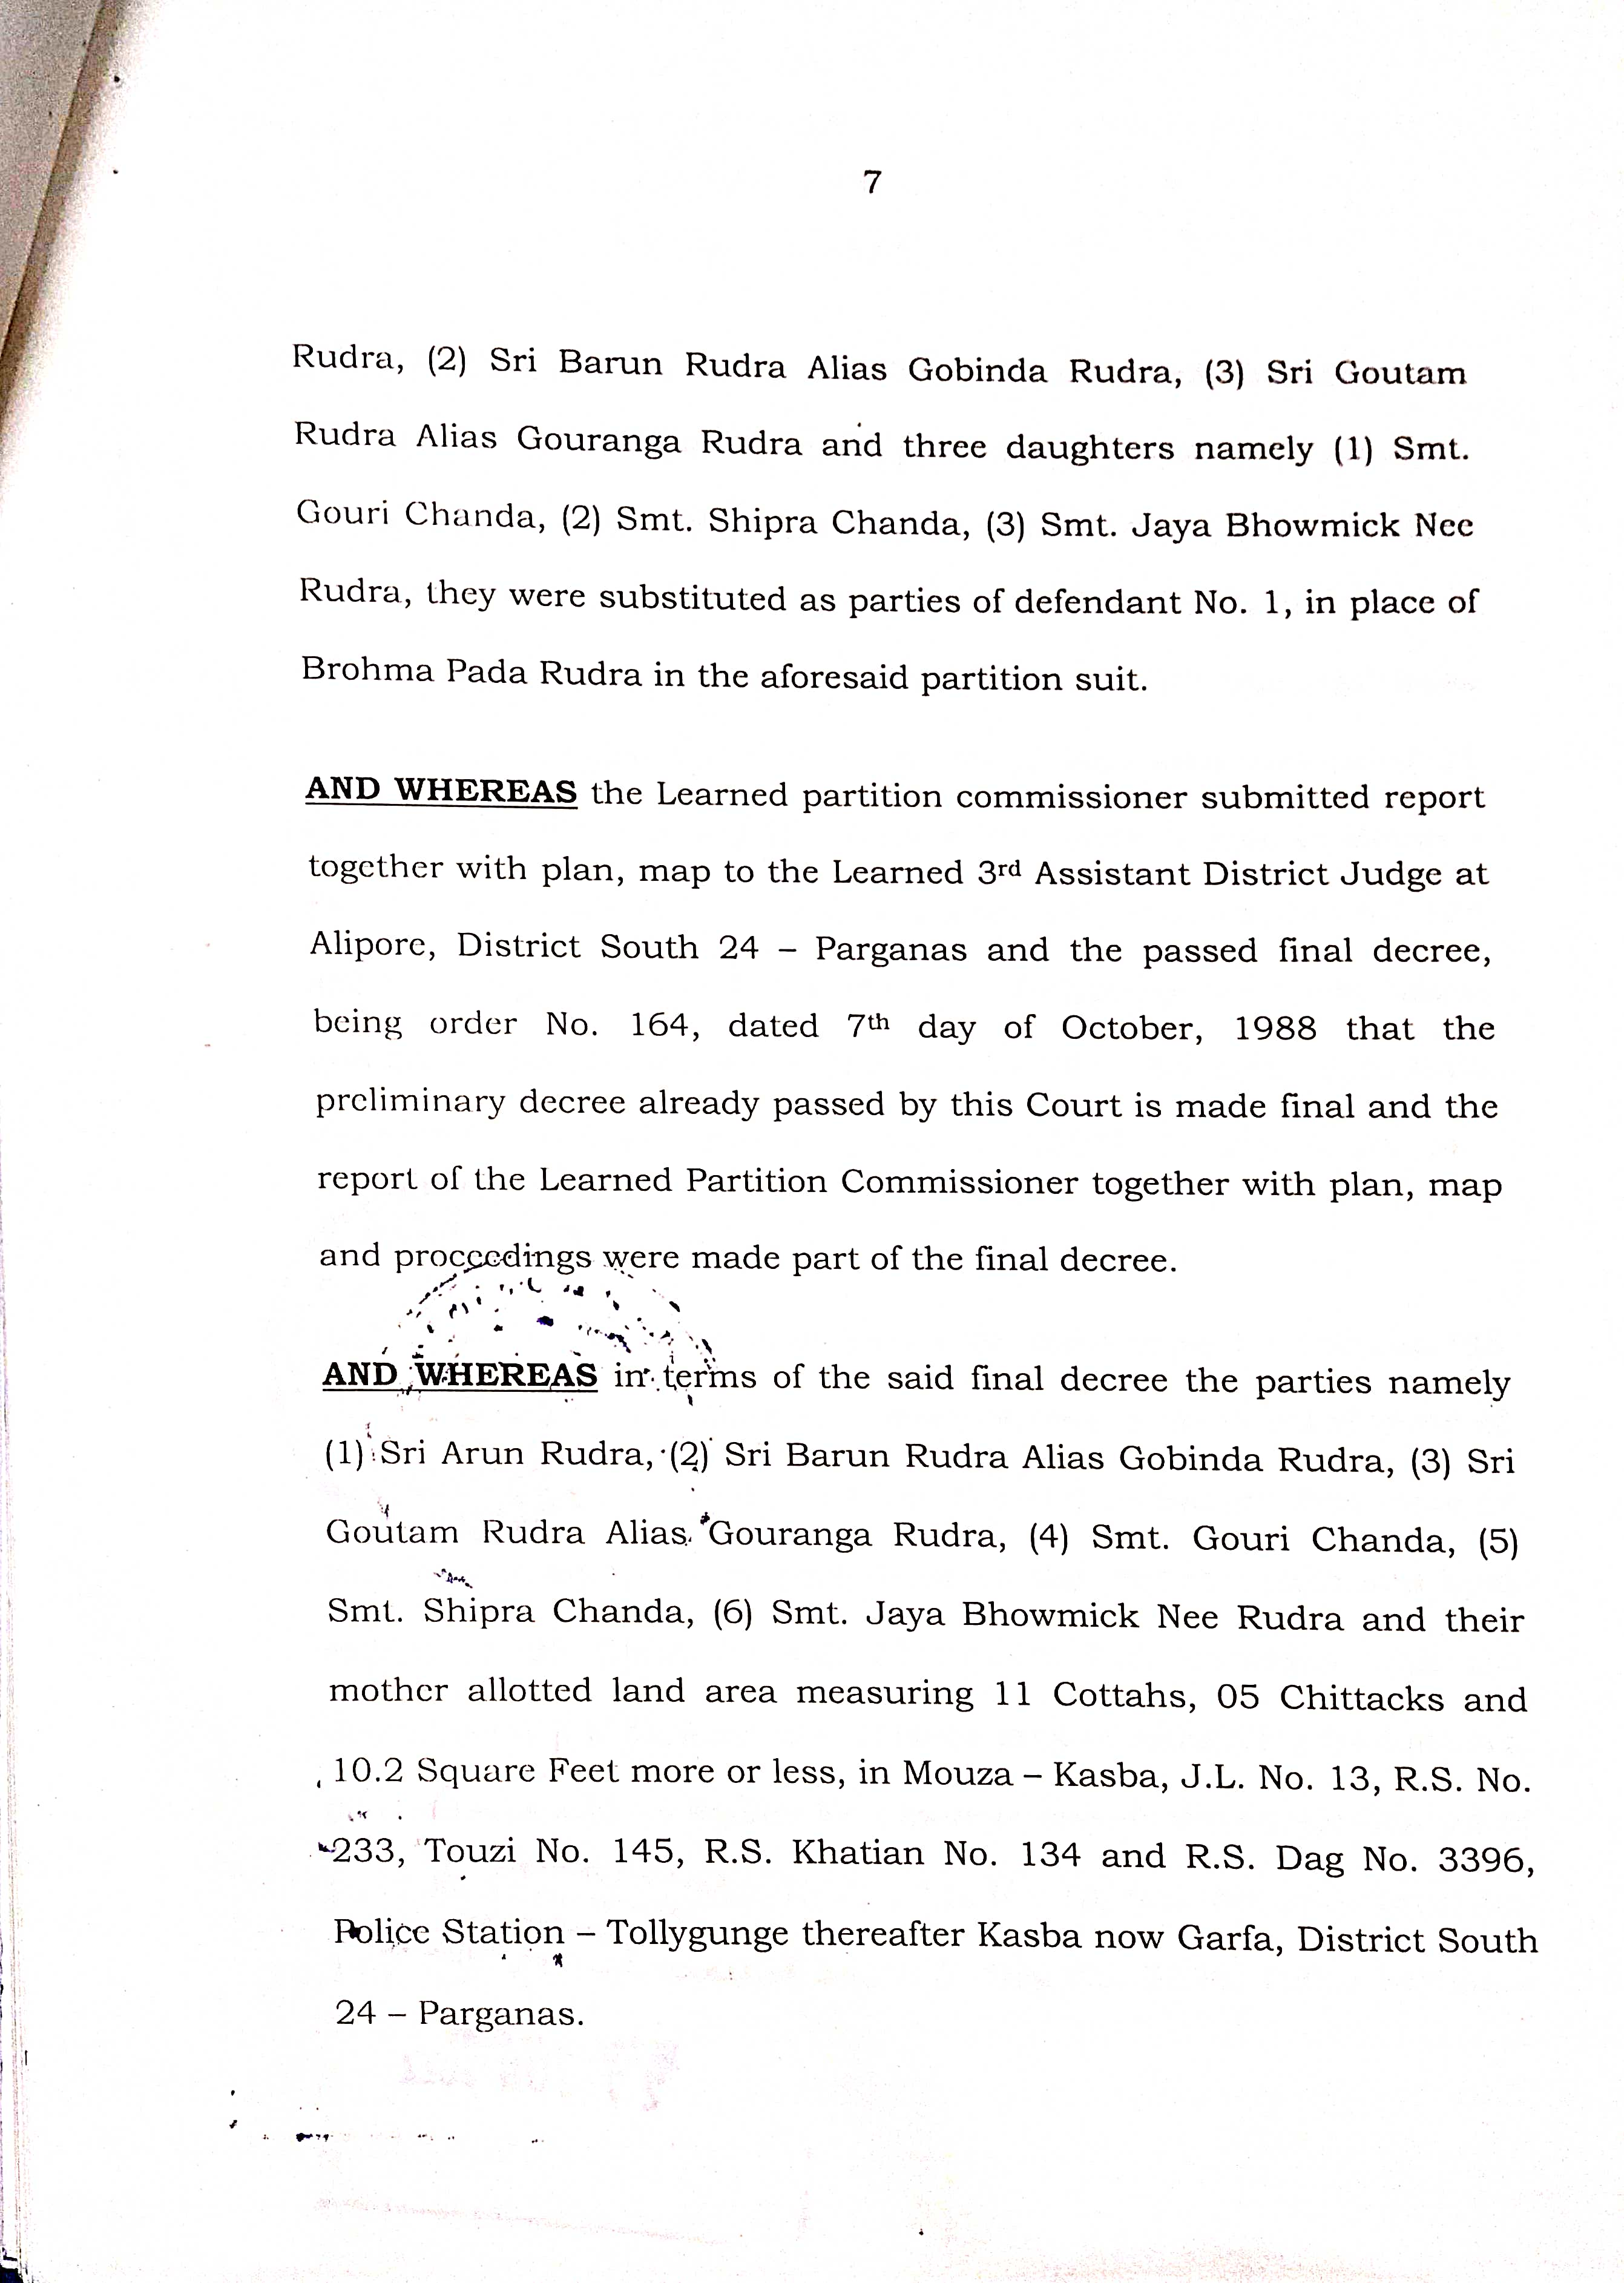 7
Rudra, (2) Sri Barun Rudra Alias Gobinda Rudra, (3) Sri Goutam
Rudra Alias Gouranga Rudra and three daughters namely (1) Smt.
Gouri Chanda, (2) Smt. Shipra Chanda, (3) Smt. Jaya Bhowmick Nee
Rudra, they were substituted as parties of defendant No. 1, in place of
Brohma Pada Rudra in the aforesaid partition suit.
AND WHEREAS the Learned partition commissioner submitted report
together with plan, map to the Learned 3rd Assistant District Judge at
Alipore, District South 24 – Parganas and the passed final decree,
being order No. 164, dated 7th day of October, 1988 that the
preliminary decree already passed by this Court is made final and the
report of the Learned Partition Commissioner together with plan, map
and proceedings were made part of the final decree.
AND WHEREAS in terms of the said final decree the parties namely
(1) Sri Arun Rudra, (2) Sri Barun Rudra Alias Gobinda Rudra, (3) Sri
Goutam Rudra Alias Gouranga Rudra, (4) Smt. Gouri Chanda, (5)
Smt. Shipra Chanda, (6) Smt. Jaya Bhowmick Nee Rudra and their
mother allotted land area measuring 11 Cottahs, 05 Chittacks and
10.2 Square Feet more or less, in Mouza – Kasba, J.L. No. 13, R.S. No.
233, Touzi No. 145, R.S. Khatian No. 134 and R.S. Dag No. 3396,
Police Station – Tollygunge thereafter Kasba now Garfa, District South
24 – Parganas.